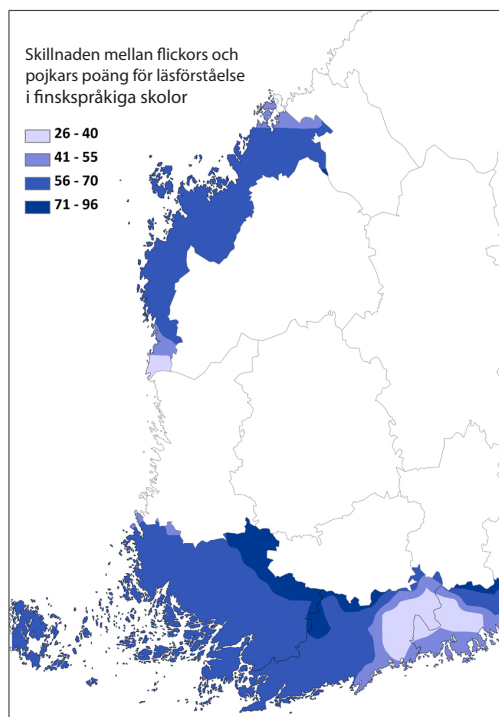 Skillnaden mellan flickors och
pojkars poäng för läsförståelse
i finskspråkiga skolor
26 - 40
41 - 55
56 - 70
71 - 96